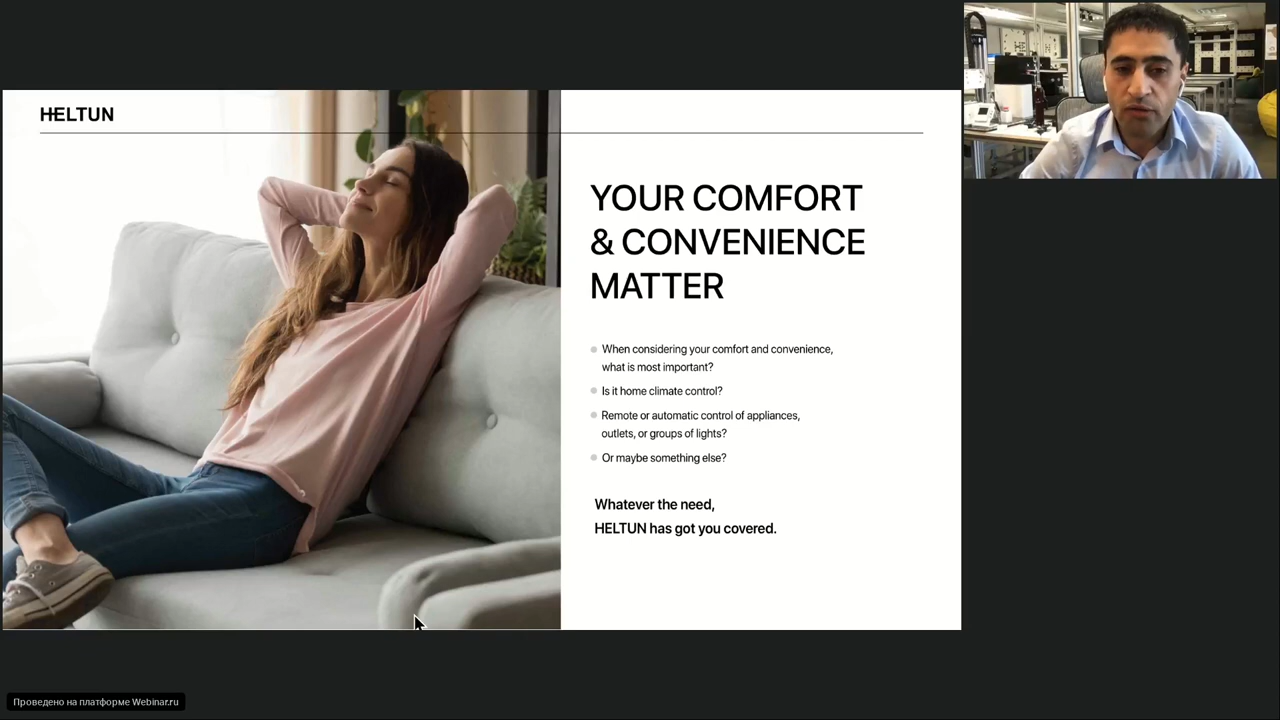 HELTUN
YOUR COMFORT
& CONVENIENCE
MATTER
When considering your comfort and convenience,
what is most important?
Is it home climate control?
Remote or automatic control of appliances,
outlets, or groups of lights?
Or maybe something else?
Whatever the need,
HELTUN has got you covered.
Проведено на платформе Webinar.ru